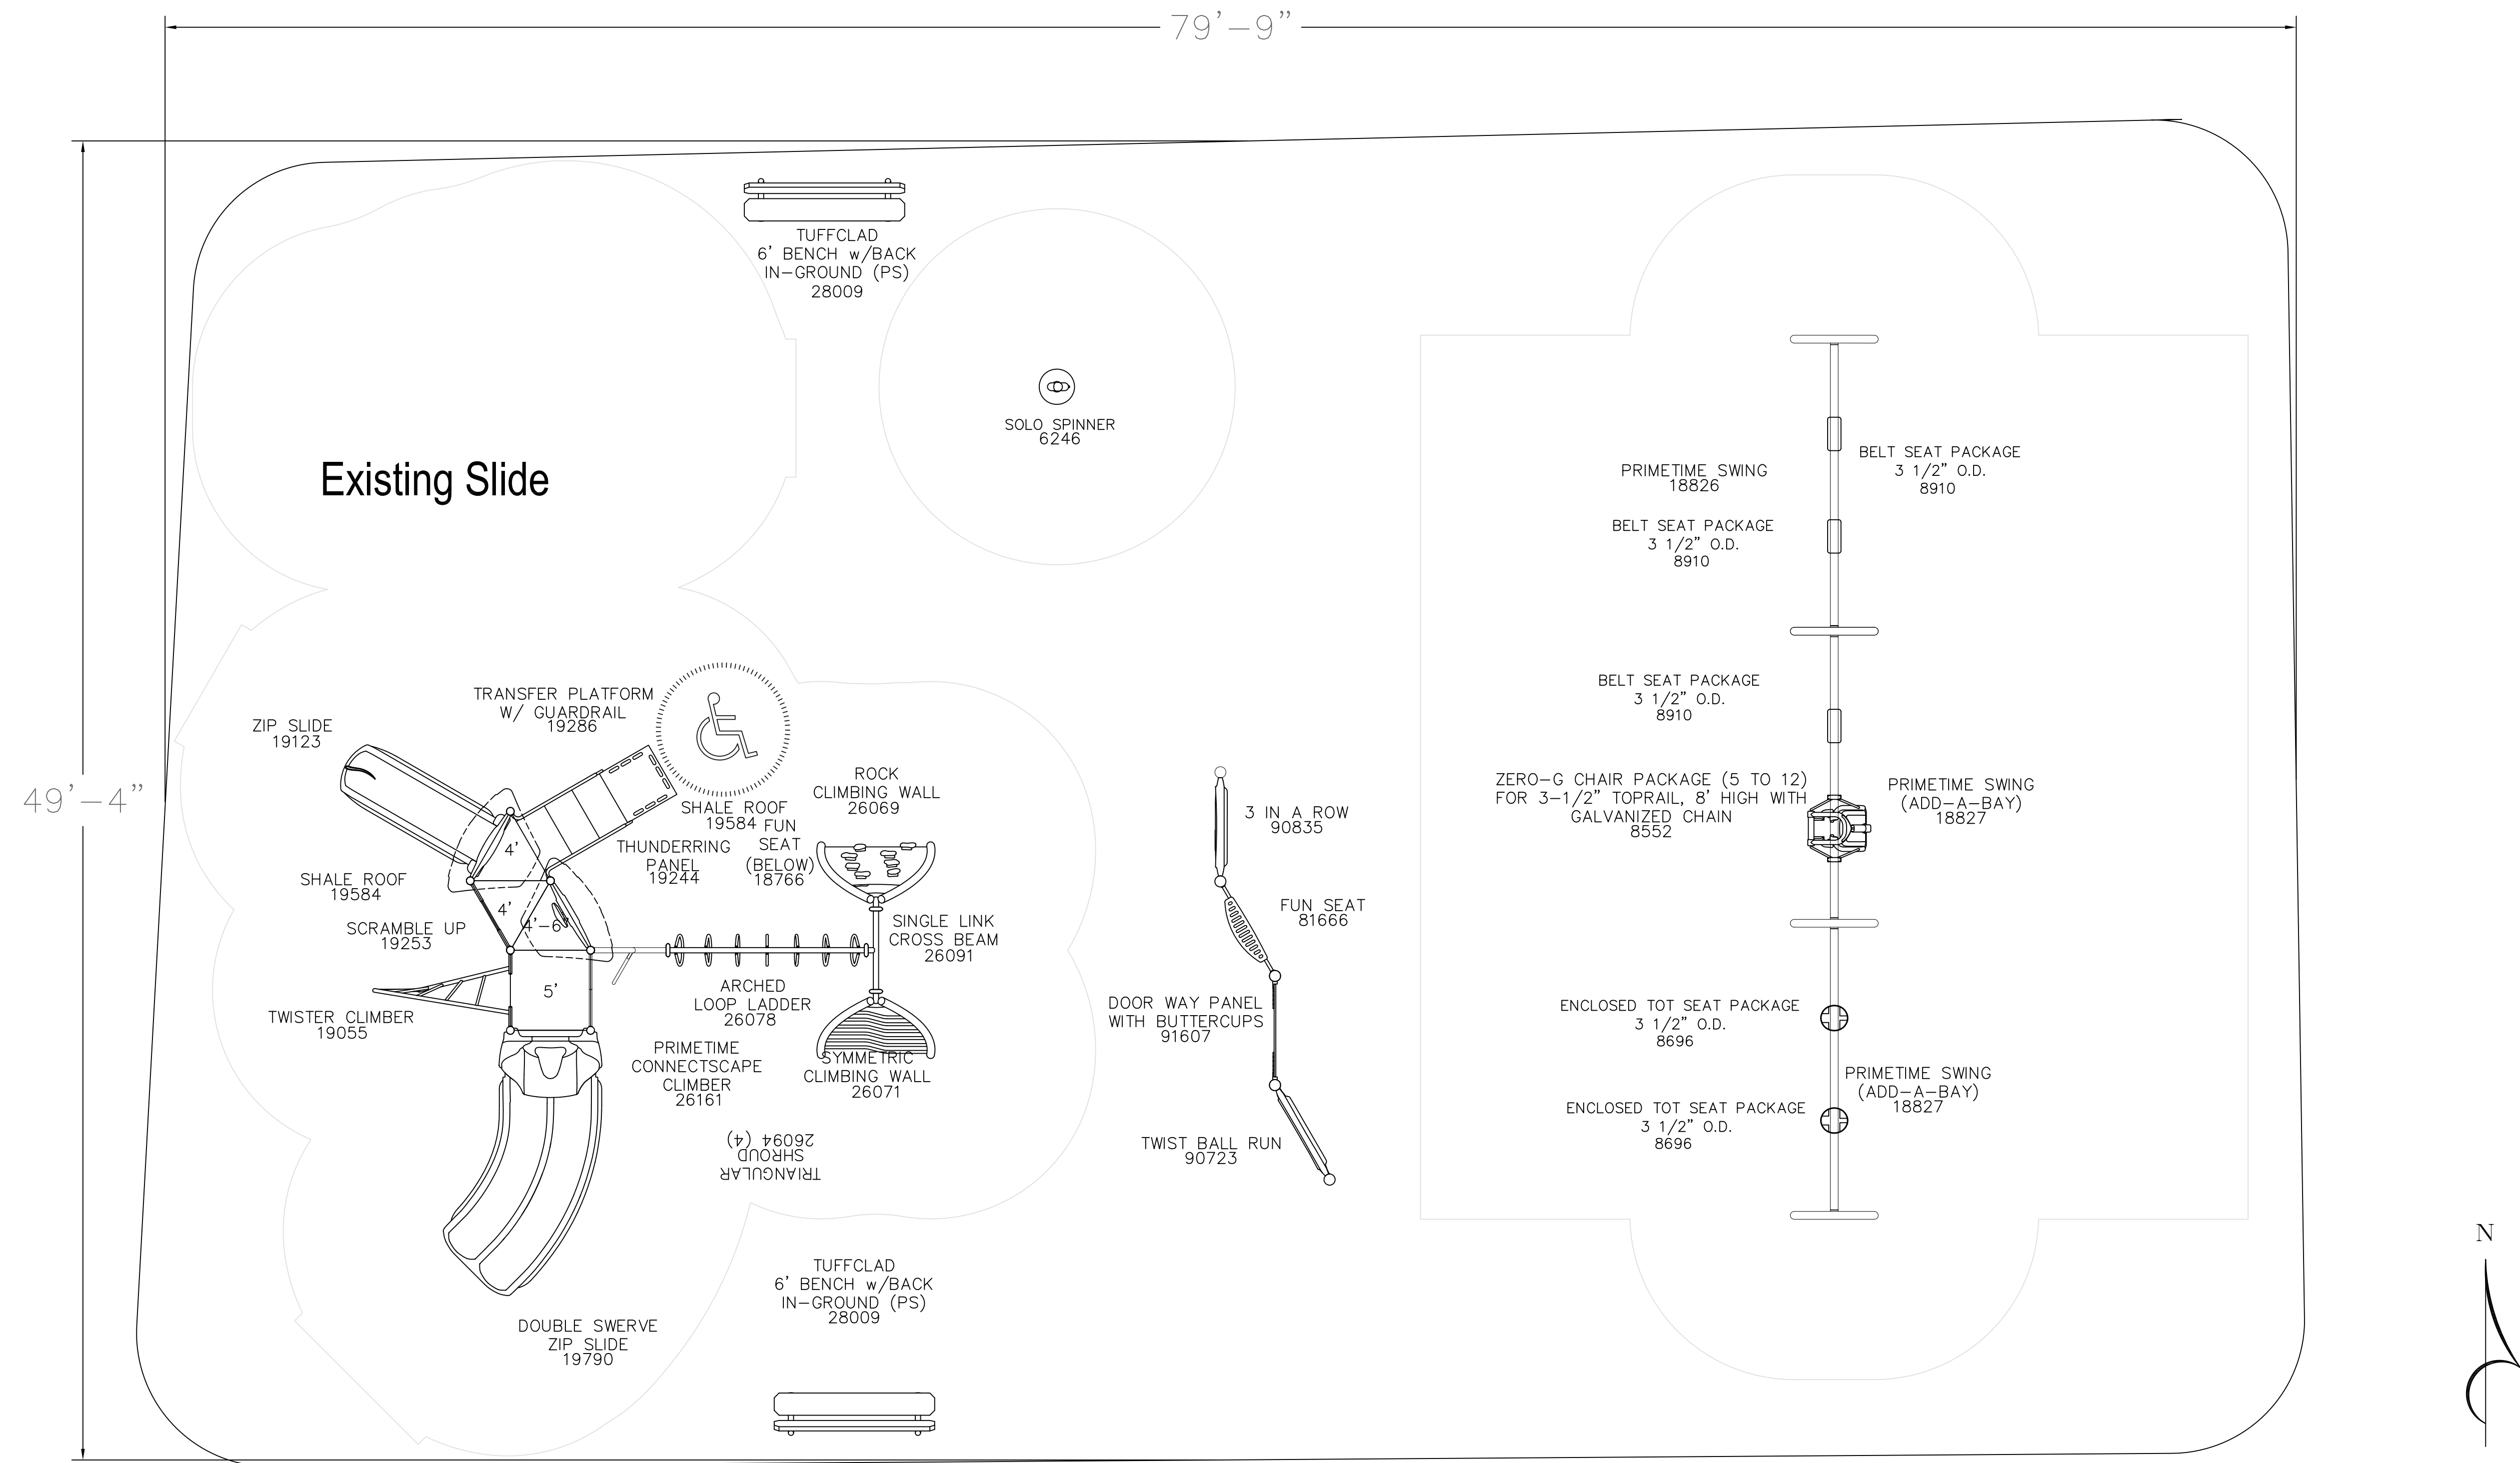 79'-9"
49'-4"
TUFFCLAD
6' BENCH w/BACK
IN-GROUND (PS)
28009
SOLO SPINNER
6246
Existing Slide
PRIMETIME SWING
18826
BELT SEAT PACKAGE
3 1/2" O.D.
8910
BELT SEAT PACKAGE
3 1/2" O.D.
8910
BELT SEAT PACKAGE
3 1/2" O.D.
8910
ZERO-G CHAIR PACKAGE (5 TO 12)
FOR 3-1/2" TOPRAIL, 8' HIGH WITH
GALVANIZED CHAIN
8552
PRIMETIME SWING
(ADD-A-BAY)
18827
ENCLOSED TOT SEAT PACKAGE
3 1/2" O.D.
8696
PRIMETIME SWING
(ADD-A-BAY)
18827
ENCLOSED TOT SEAT PACKAGE
3 1/2" O.D.
8696
TRANSFER PLATFORM
W/ GUARDRAIL
19286
ZIP SLIDE
19123
SHALE ROOF
19584
FUN
SEAT
(BELOW)
18766
ROCK
CLIMBING WALL
26069
THUNDERRING
PANEL
19244
4'
4'
4'-6"
5'
SHALE ROOF
19584
SCRAMBLE UP
19253
TWISTER CLIMBER
19055
SINGLE LINK
CROSS BEAM
26091
ARCHED
LOOP LADDER
26078
PRIMETIME
CONNECTSCAPE
CLIMBER
26161
SYMMETRIC
CLIMBING WALL
26071
TRIANGULAR
SHROUD
26094 (4)
3 IN A ROW
90835
FUN SEAT
81666
DOOR WAY PANEL
WITH BUTTERCUPS
91607
TWIST BALL RUN
90723
DOUBLE SWERVE
ZIP SLIDE
19790
TUFFCLAD
6' BENCH w/BACK
IN-GROUND (PS)
28009
N